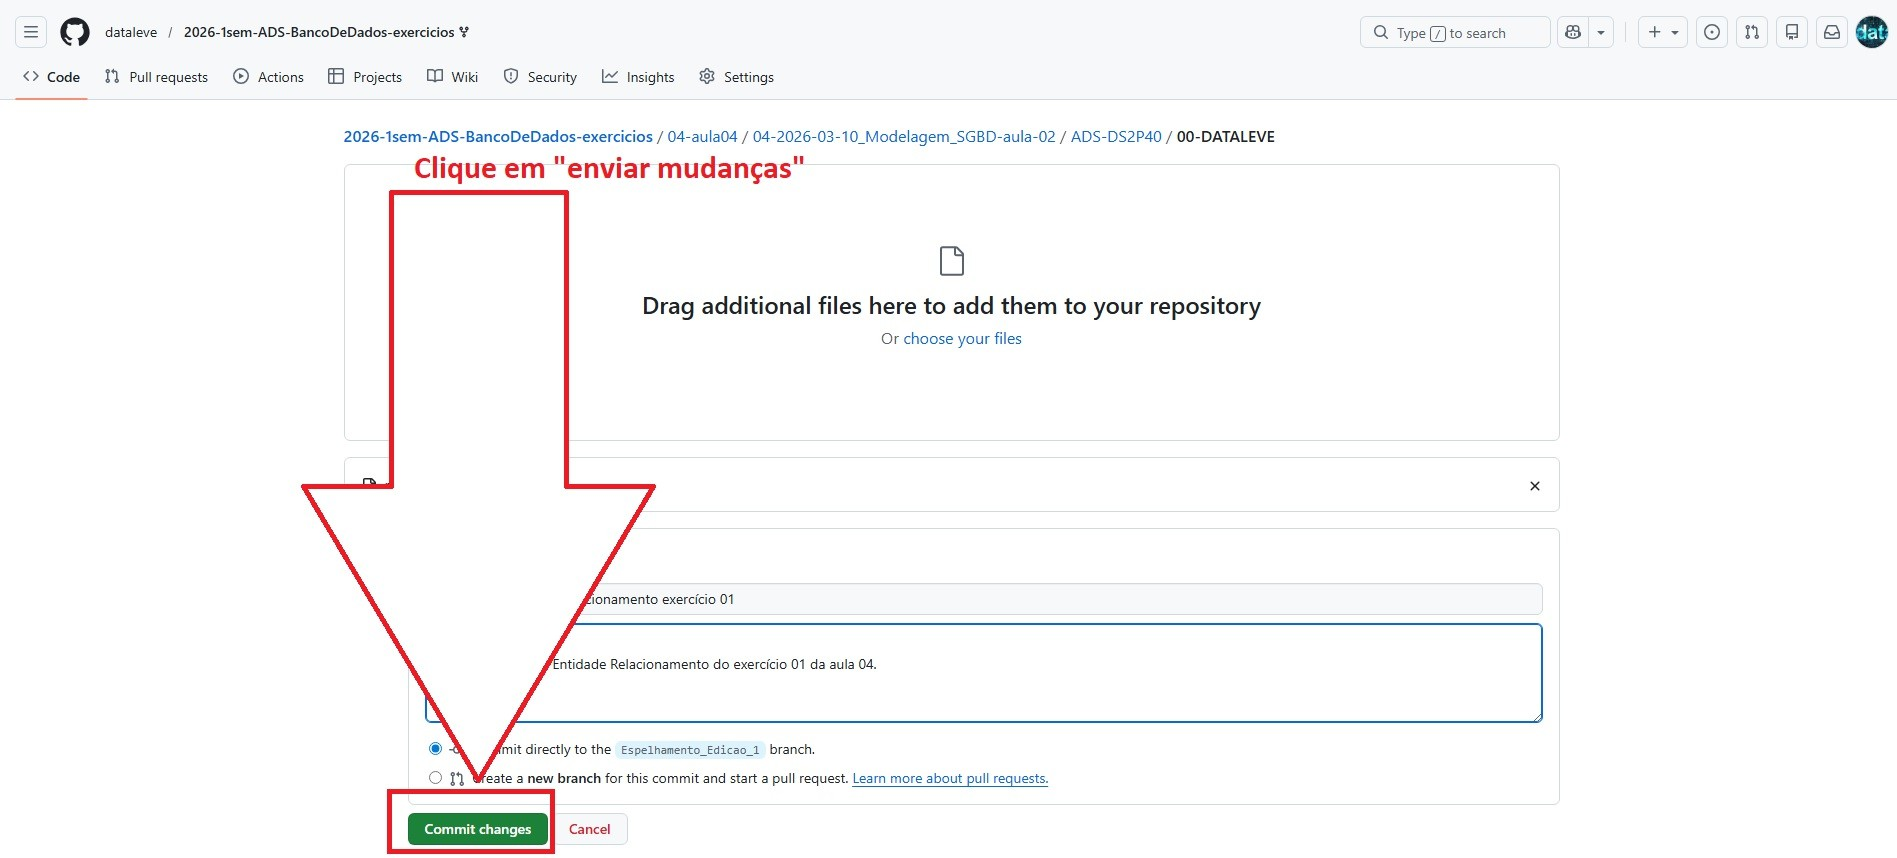 dataleve / 2026-1sem-ADS-BancoDeDados-exercicios
Type / to search
Code Pull requests Actions Projects Wiki Security Insights Settings
2026-1sem-ADS-BancoDeDados-exercicios / 04-aula04 / 04-2026-03-10_Modelagem_SGBD-aula-02 / ADS-DS2P40 / 00-DATALEVE
Clique em "enviar mudanças"
Drag additional files here to add them to your repository
Or choose your files
cionamento exercício 01
Entidade Relacionamento do exercício 01 da aula 04.
mit directly to the Espelhamento_Edicao_1 branch.
Create a new branch for this commit and start a pull request. Learn more about pull requests.
Commit changes Cancel